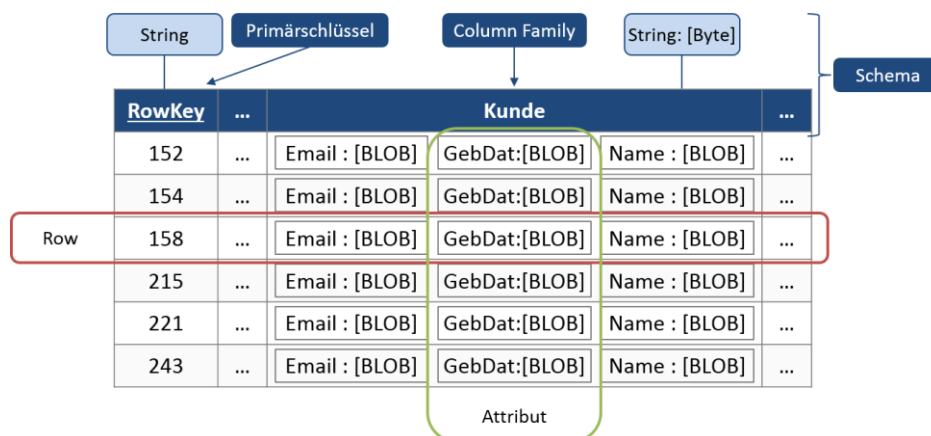 String
Primärschlüssel
Column Family
String: [Byte]
Schema
RowKey ... Kunde ...
152 ... Email : [BLOB] GebDat:[BLOB] Name : [BLOB] ...
154 ... Email : [BLOB] GebDat:[BLOB] Name : [BLOB] ...
Row 158 ... Email : [BLOB] GebDat:[BLOB] Name : [BLOB] ...
215 ... Email : [BLOB] GebDat:[BLOB] Name : [BLOB] ...
221 ... Email : [BLOB] GebDat:[BLOB] Name : [BLOB] ...
243 ... Email : [BLOB] GebDat:[BLOB] Name : [BLOB] ...
Attribut